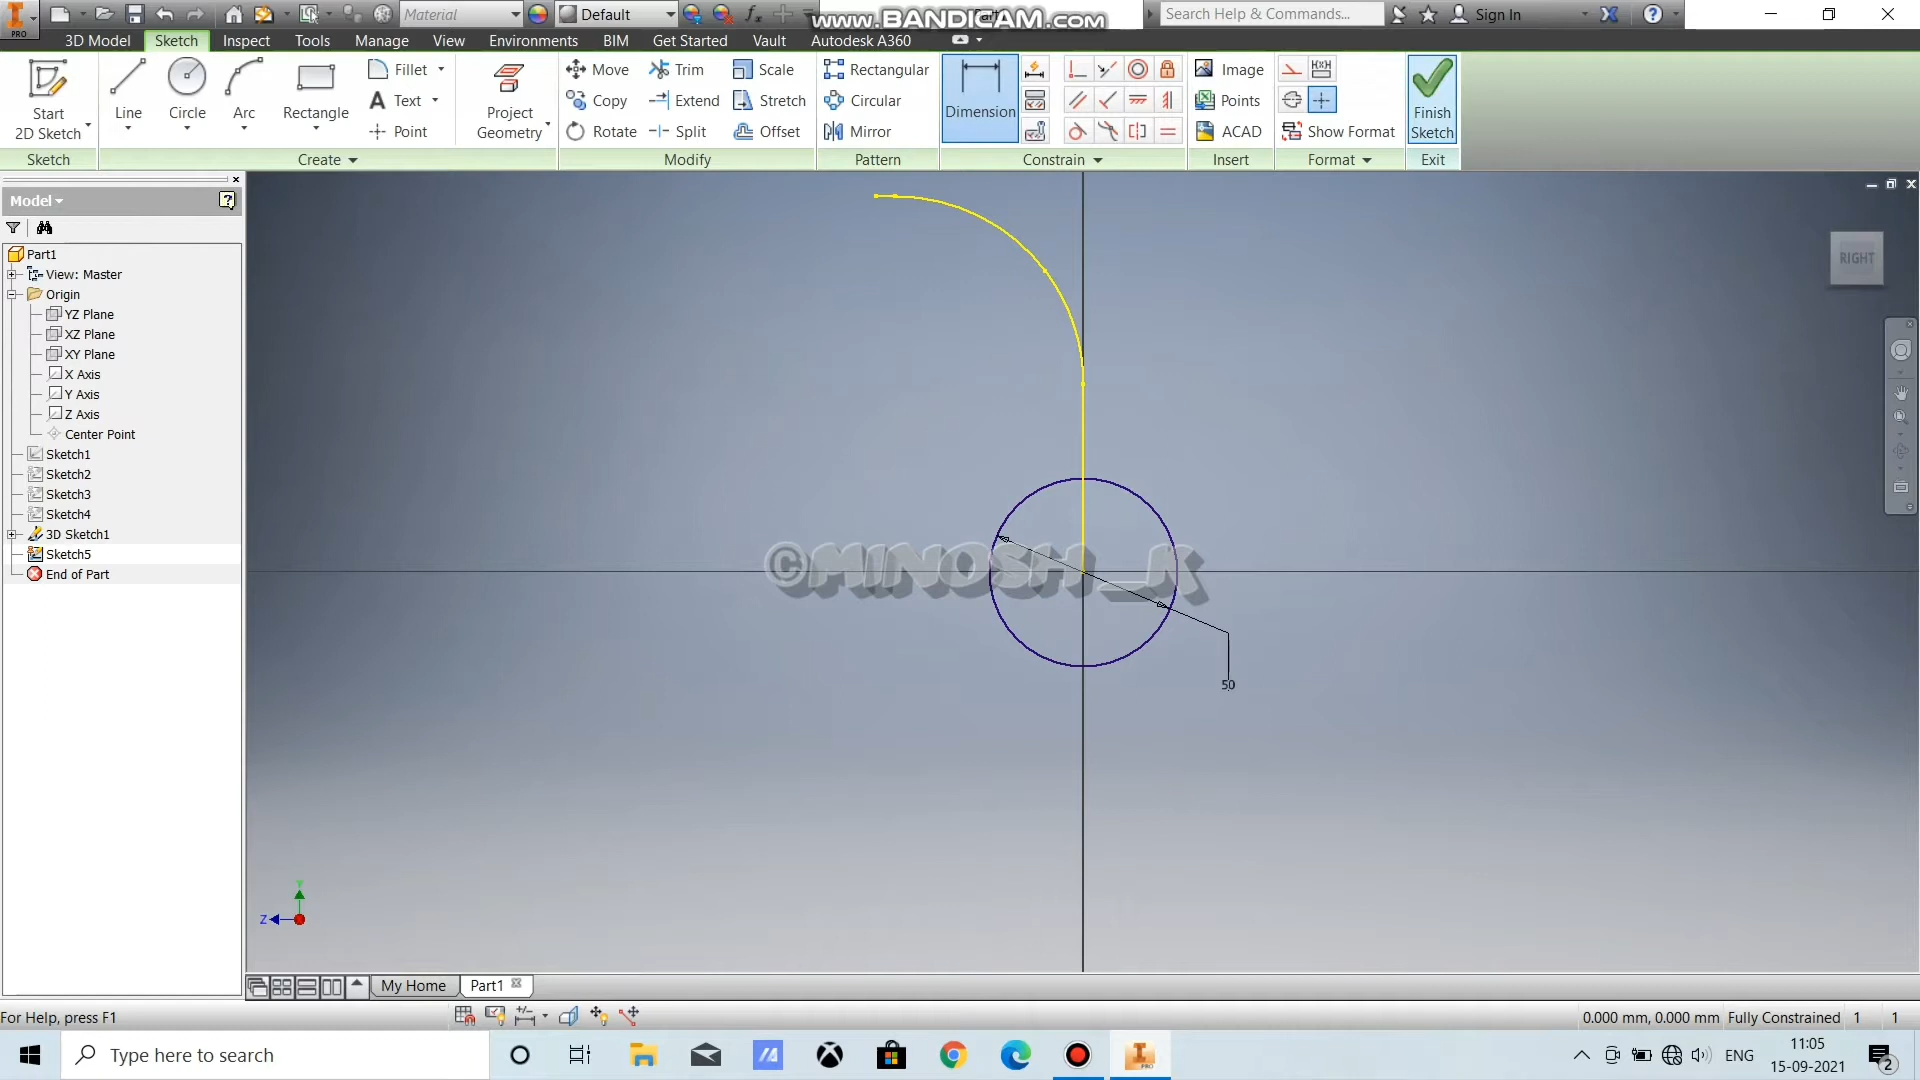 PRO
Material
Default
Part1
www.BANDICAM.com
Search Help & Commands...
Sign In
3D Model
Sketch
Inspect
Tools
Manage
View
Environments
BIM
Get Started
Vault
Autodesk A360
Start
2D Sketch
Line
Circle
Arc
Rectangle
Fillet
Text
Point
Project
Geometry
Move
Copy
Rotate
Trim
Extend
Split
Scale
Stretch
Offset
Rectangular
Circular
Mirror
Dimension
Image
Points
ACAD
Show Format
Finish
Sketch
Sketch
Create
Modify
Pattern
Constrain
Insert
Format
Exit
Model
Part1
View: Master
Origin
YZ Plane
XZ Plane
XY Plane
X Axis
Y Axis
Z Axis
Center Point
Sketch1
Sketch2
Sketch3
Sketch4
3D Sketch1
Sketch5
End of Part
RIGHT
©MINOSH_K
50
Y
Z
My Home
Part1
For Help, press F1
0.000 mm, 0.000 mm
Fully Constrained
1
1
Type here to search
ENG
11:05
15-09-2021
2